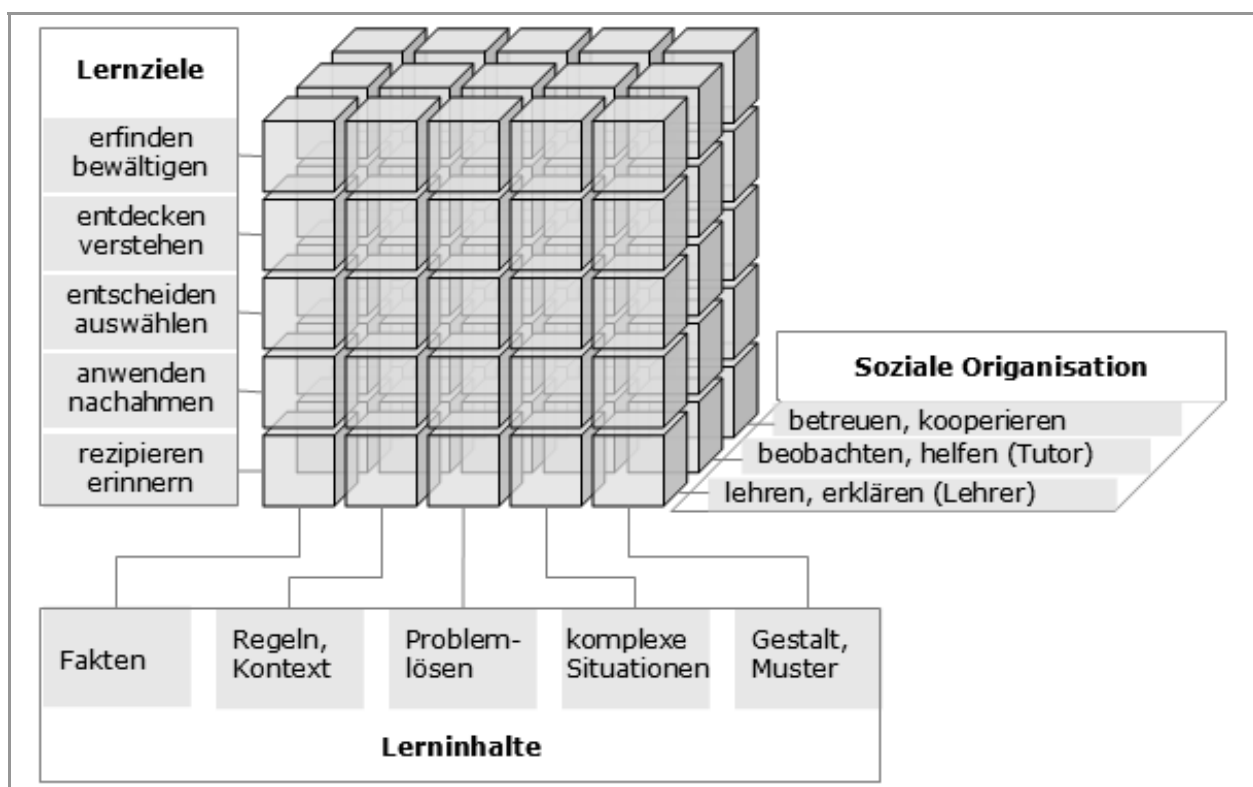 Lernziele
erfinden
bewältigen
entdecken
verstehen
entscheiden
auswählen
anwenden
nachahmen
rezipieren
erinnern
Soziale Origanisation
betreuen, kooperieren
beobachten, helfen (Tutor)
lehren, erklären (Lehrer)
Fakten
Regeln,
Kontext
Problem-
lösen
komplexe
Situationen
Gestalt,
Muster
Lerninhalte